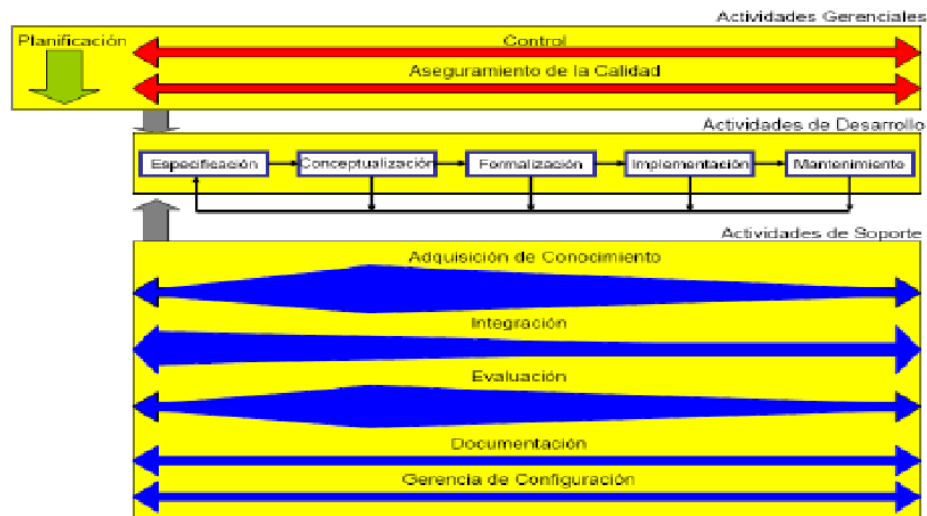 Actividades Gerenciales
Planificación
Control
Aseguramiento de la Calidad
Actividades de Desarrollo
Especificación
Conceptualización
Formalización
Implementación
Mantenimiento
Actividades de Soporte
Adquisición de Conocimiento
Integración
Evaluación
Documentación
Gerencia de Configuración